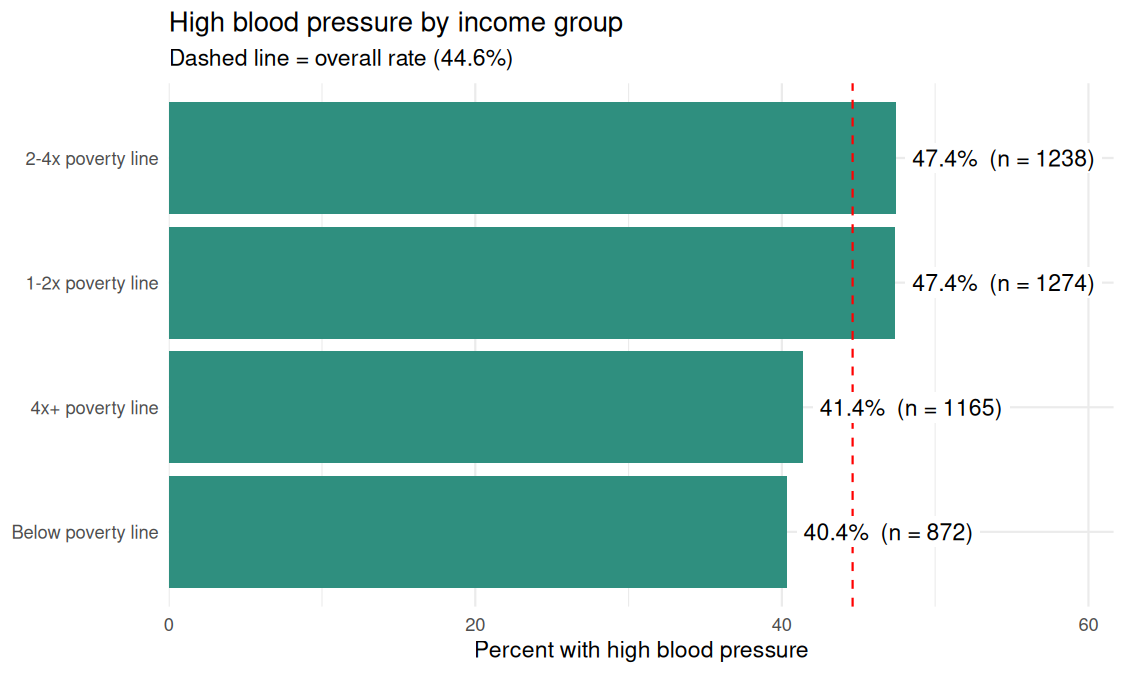 High blood pressure by income group
Dashed line = overall rate (44.6%)
2-4x poverty line 47.4% (n = 1238)
1-2x poverty line 47.4% (n = 1274)
4x+ poverty line 41.4% (n = 1165)
Below poverty line 40.4% (n = 872)
0 20 40 60
Percent with high blood pressure